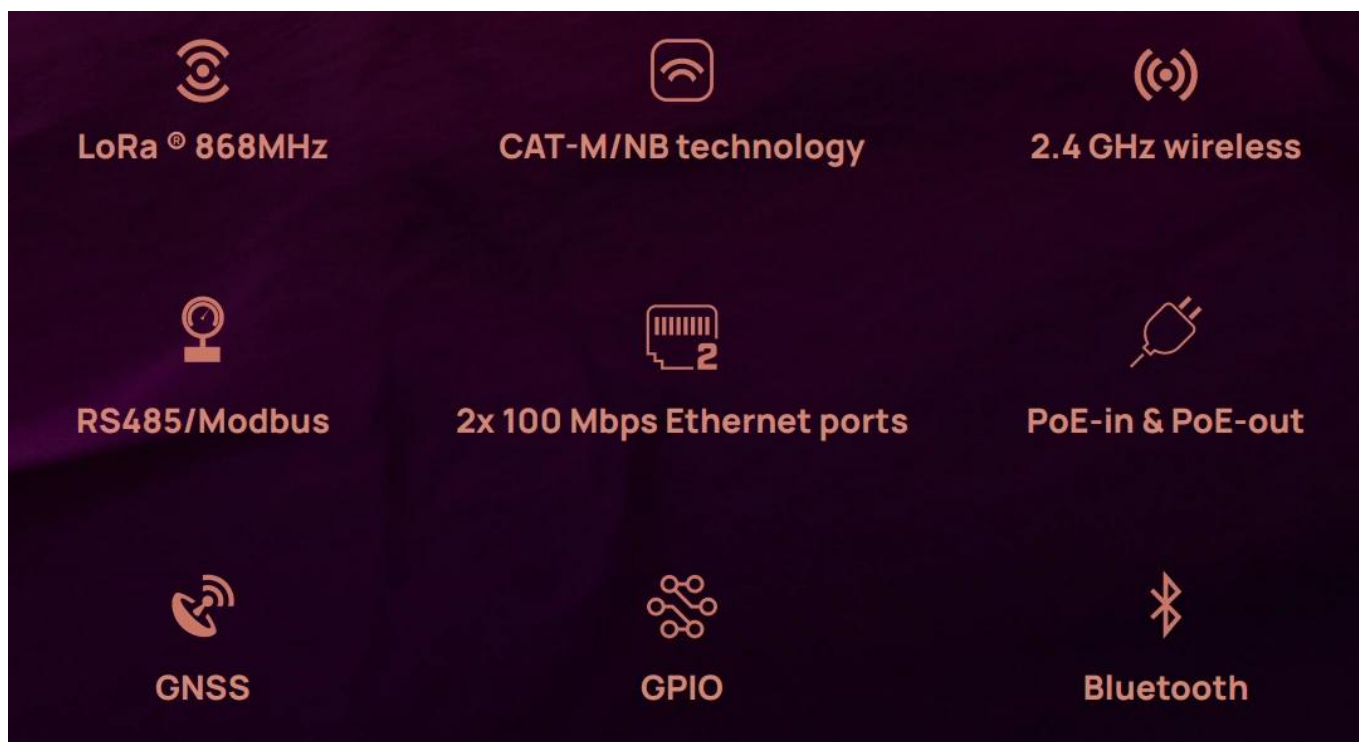 LoRa ® 868MHz
CAT-M/NB technology
2.4 GHz wireless
RS485/Modbus
2
2x 100 Mbps Ethernet ports
PoE-in & PoE-out
GNSS
GPIO
Bluetooth